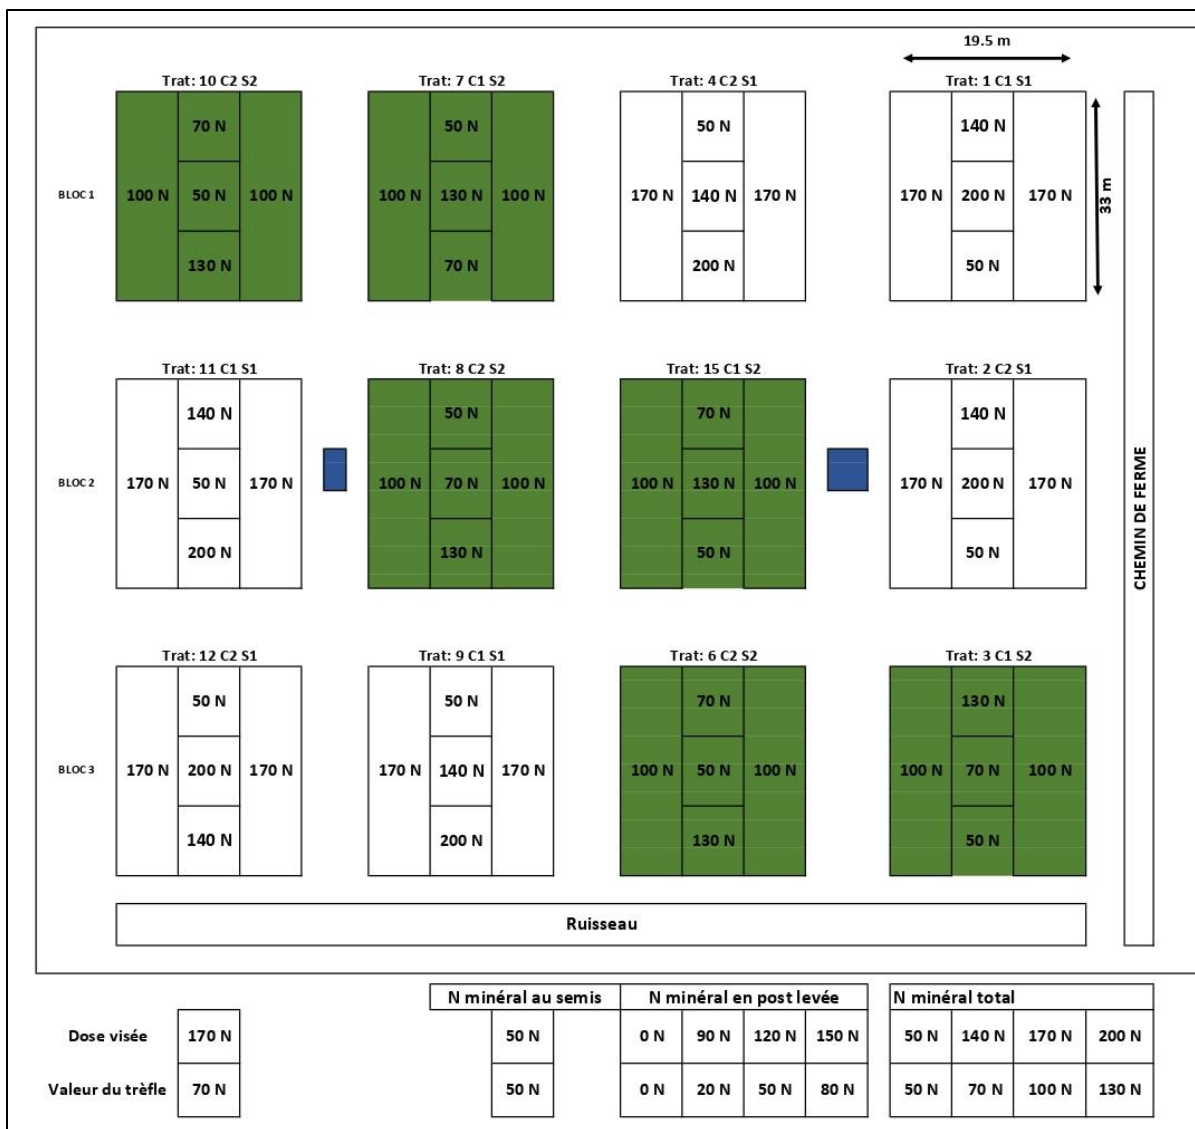 19.5 m
Trat: 10 C2 S2 Trat: 7 C1 S2 Trat: 4 C2 S1 Trat: 1 C1 S1
70 N 50 N 50 N 140 N
BLOC 1 100 N 50 N 100 N 100 N 130 N 100 N 170 N 140 N 170 N 170 N 200 N 170 N 33 m
130 N 70 N 200 N 50 N
Trat: 11 C1 S1 Trat: 8 C2 S2 Trat: 15 C1 S2 Trat: 2 C2 S1
140 N 50 N 70 N 140 N
BLOC 2 170 N 50 N 170 N 100 N 70 N 100 N 100 N 130 N 100 N 170 N 200 N 170 N
200 N 130 N 50 N 50 N
CHEMIN DE FERME
Trat: 12 C2 S1 Trat: 9 C1 S1 Trat: 6 C2 S2 Trat: 3 C1 S2
50 N 50 N 70 N 130 N
BLOC 3 170 N 200 N 170 N 170 N 140 N 170 N 100 N 50 N 100 N 100 N 70 N 100 N
140 N 200 N 130 N 50 N
Ruisseau
N minéral au semis N minéral en post levée N minéral total
Dose visée 170 N 50 N 0 N 90 N 120 N 150 N 50 N 140 N 170 N 200 N
Valeur du trèfle 70 N 50 N 0 N 20 N 50 N 80 N 50 N 70 N 100 N 130 N